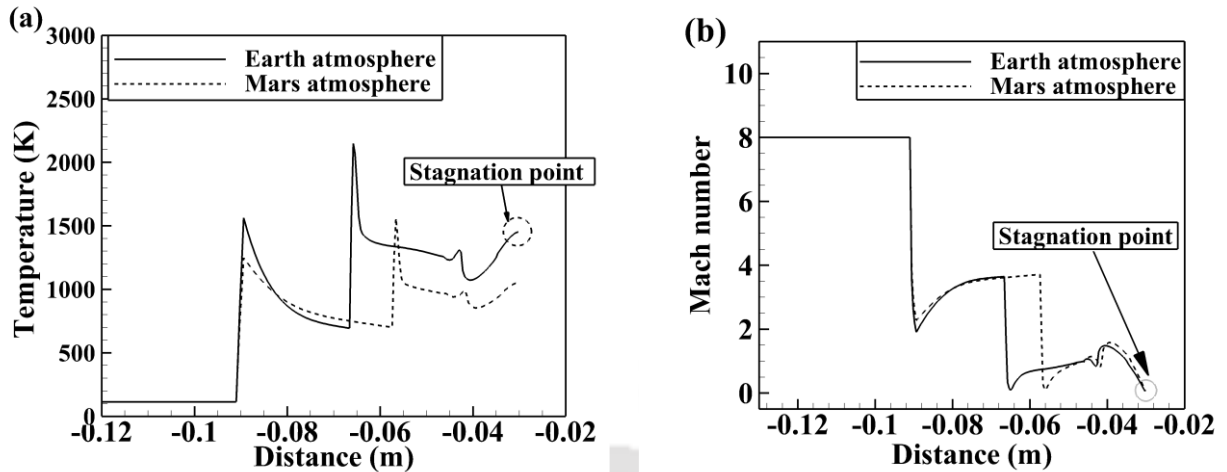 (a)
3000
2500
2000
1500
1000
500
0
Temperature (K)
Earth atmosphere
Mars atmosphere
Stagnation point
-0.12 -0.1 -0.08 -0.06 -0.04 -0.02
Distance (m)
(b)
10
8
6
4
2
0
Mach number
Earth atmosphere
Mars atmosphere
Stagnation point
-0.12 -0.1 -0.08 -0.06 -0.04 -0.02
Distance (m)